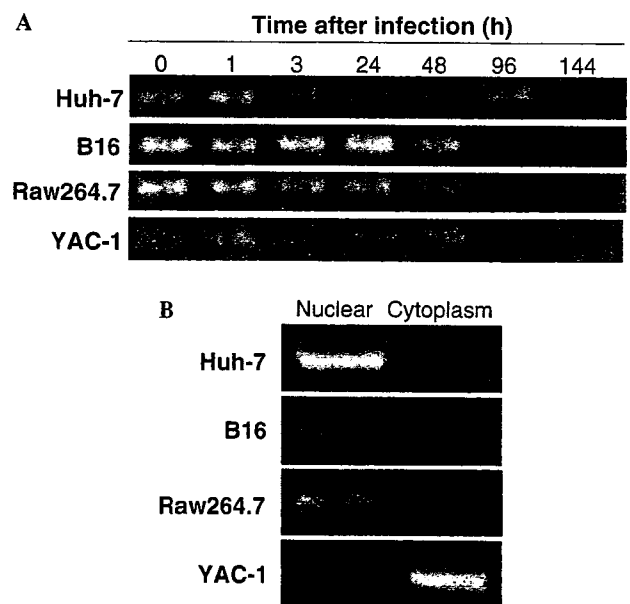 A
Time after infection (h)
0 1 3 24 48 96 144
Huh-7
B16
Raw264.7
YAC-1
B
Nuclear Cytoplasm
Huh-7
B16
Raw264.7
YAC-1